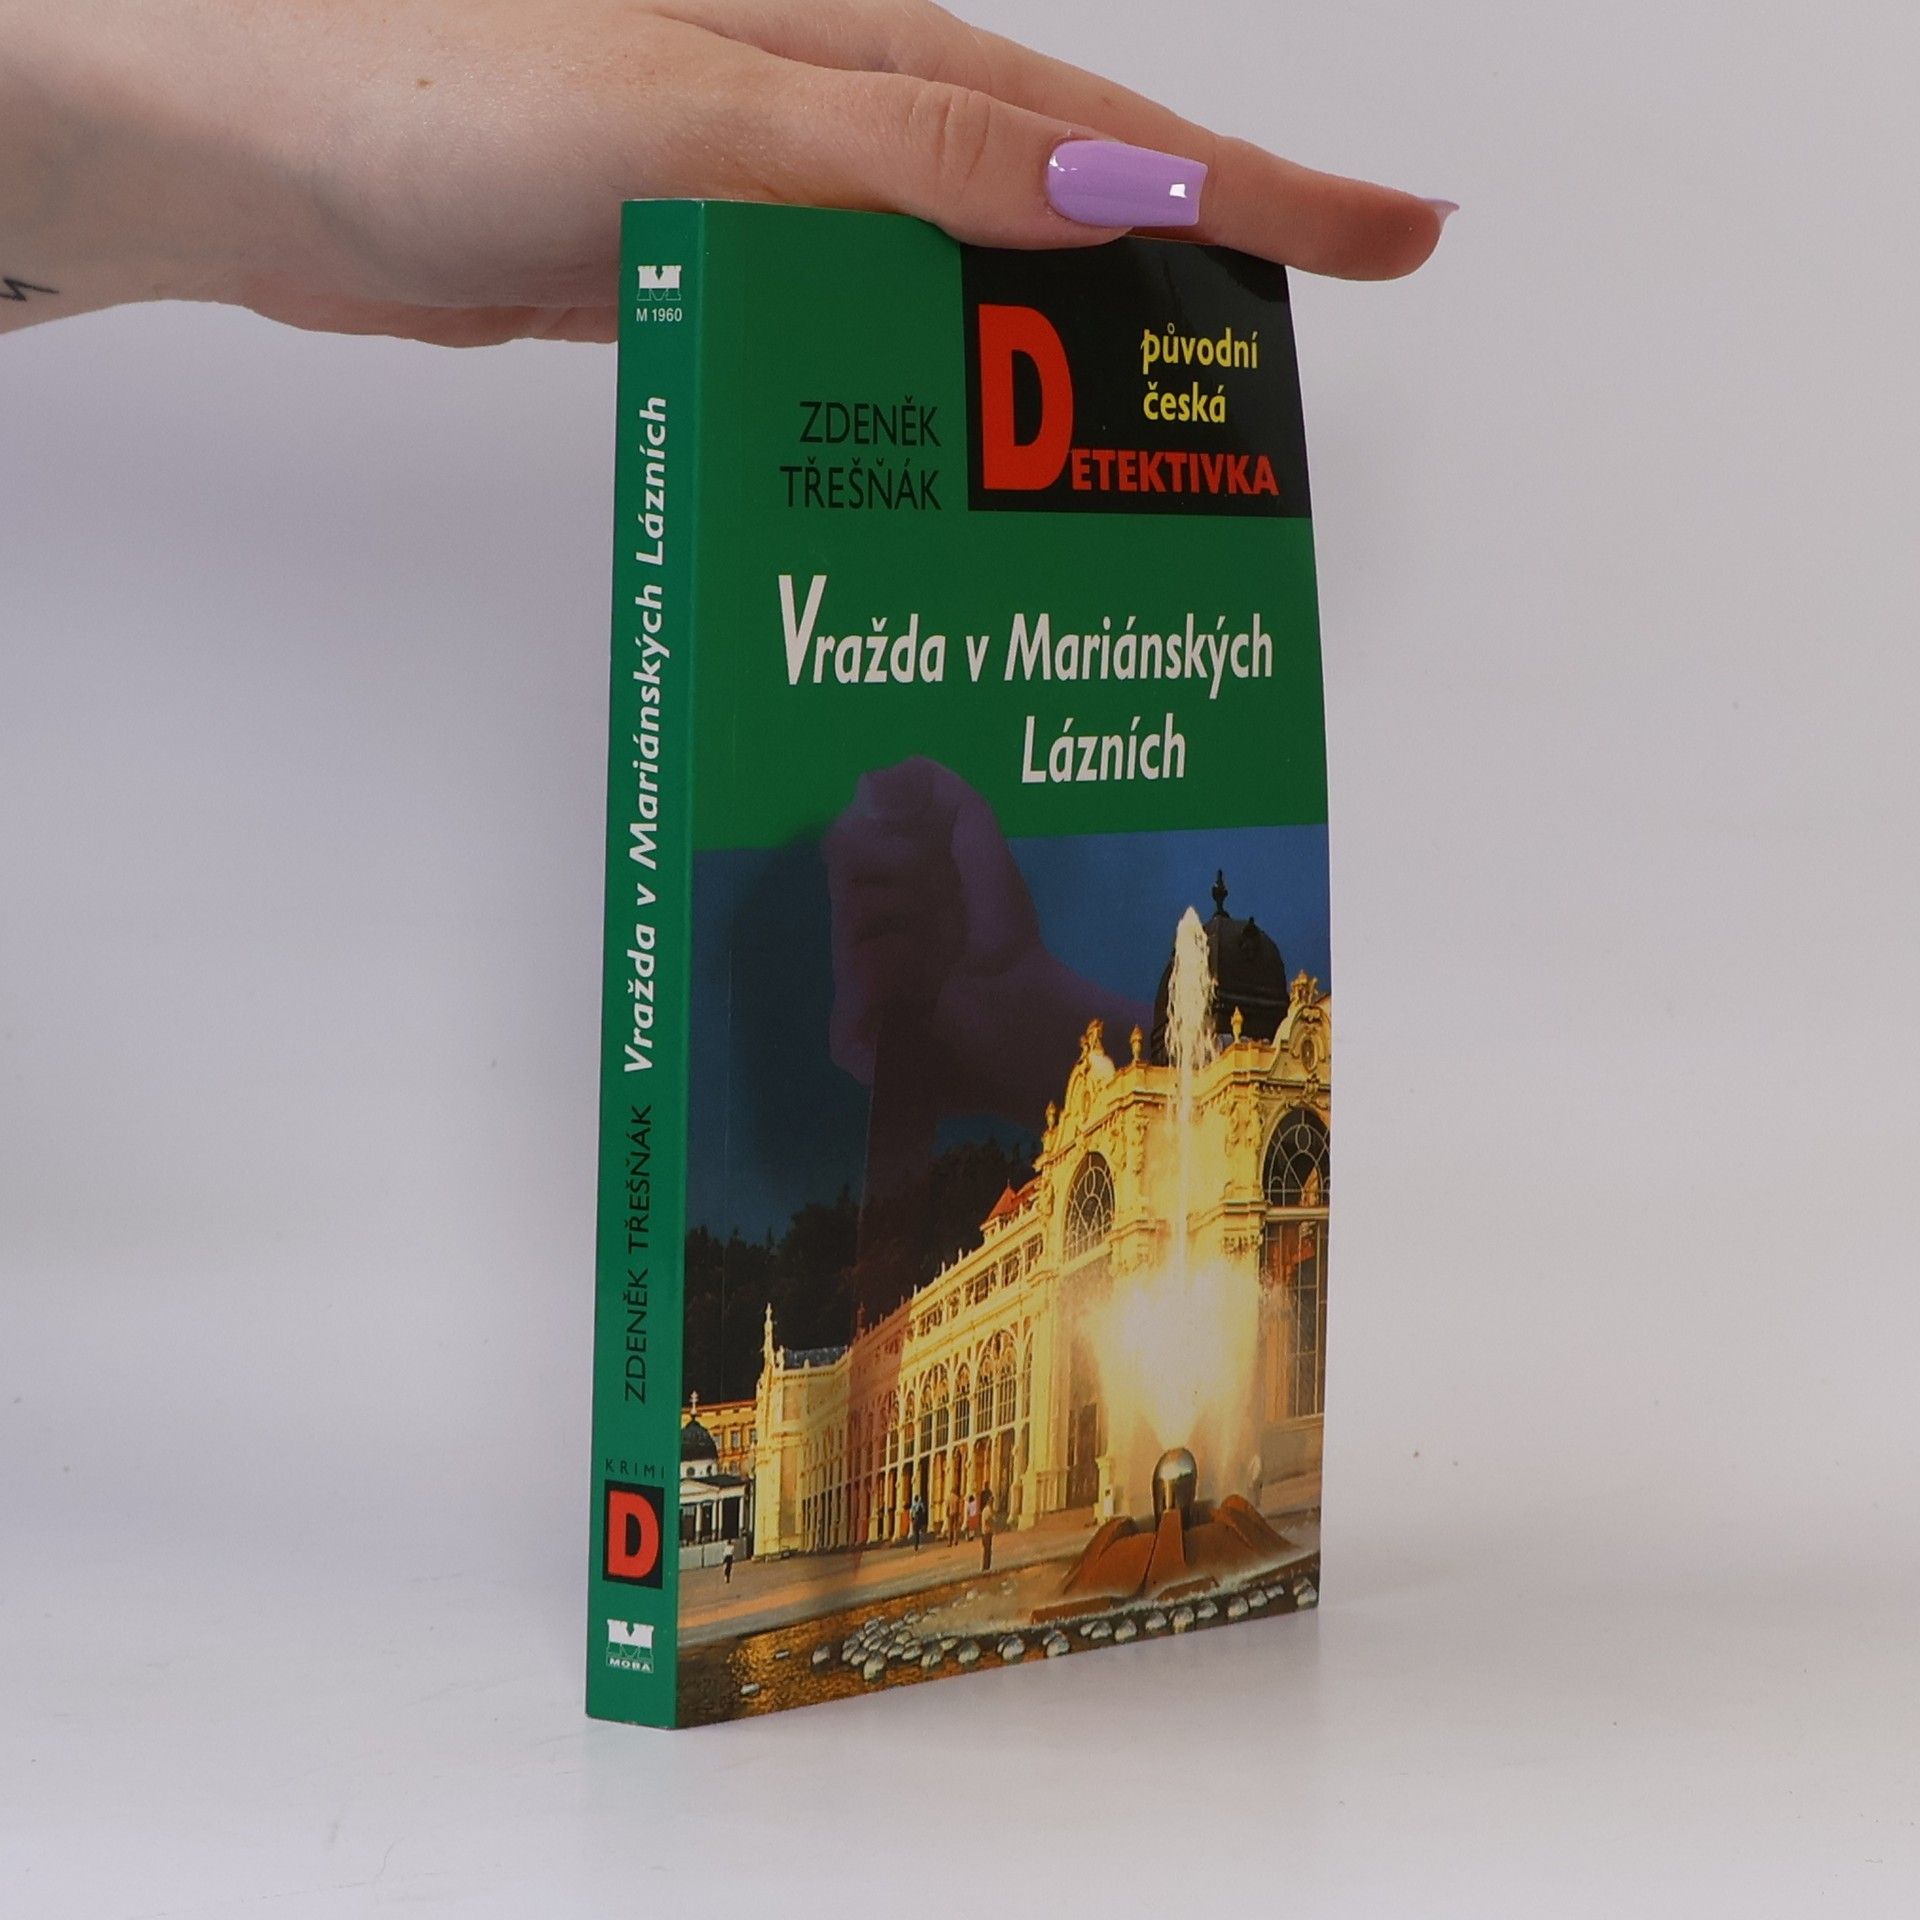 M 1960
Vražda v Mariánských Lázních
ZDENĚK TŘEŠŇÁK
KRIMI
D
MOBA
ZDENĚK
TŘEŠŇÁK
původní
česká
DETEKTIVKA
Vražda v Mariánských
Lázních